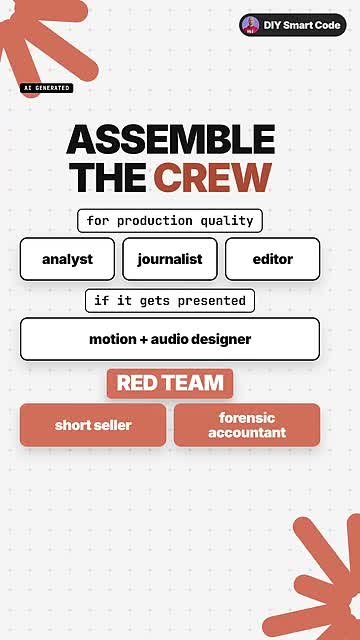 DIY Smart Code
AI GENERATED
ASSEMBLE
THE CREW
for production quality
analyst
journalist
editor
if it gets presented
motion + audio designer
RED TEAM
short seller
forensic
accountant